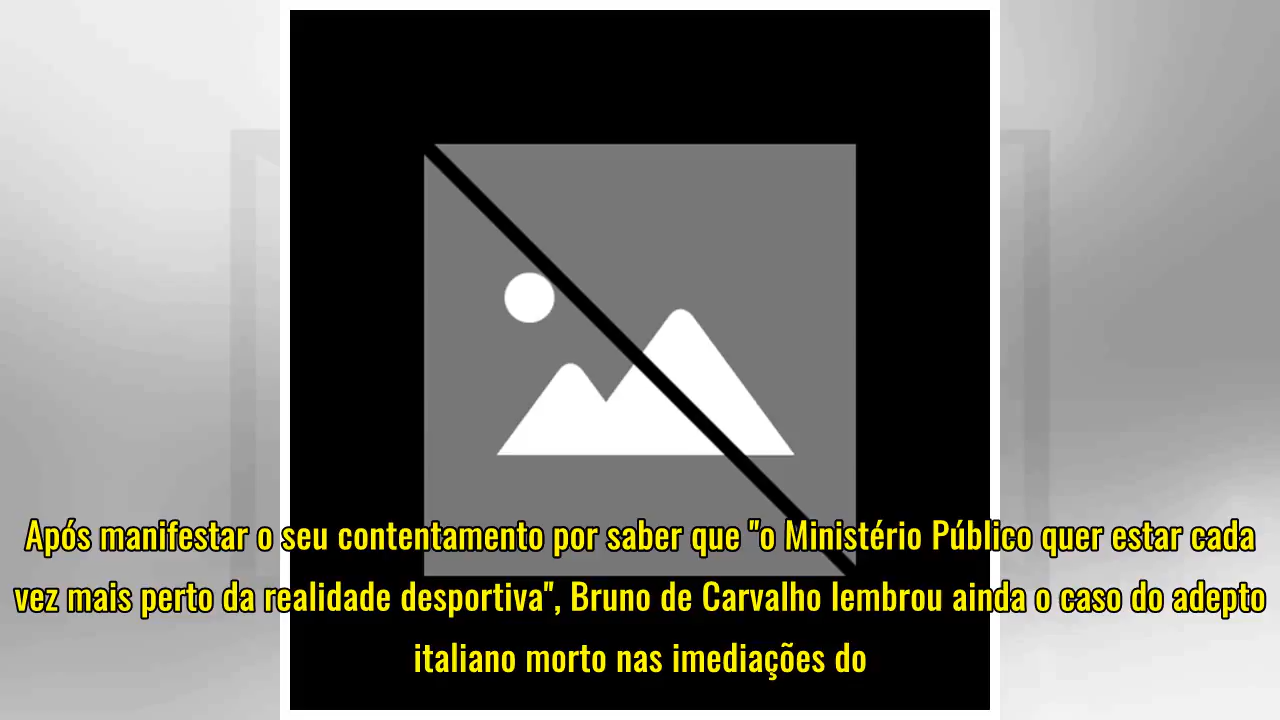 Após manifestar o seu contentamento por saber que "o Ministério Público quer estar cada
vez mais perto da realidade desportiva", Bruno de Carvalho lembrou ainda o caso do adepto
italiano morto nas imediações do